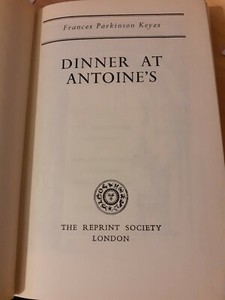 Frances Parkinson Keyes
DINNER AT
ANTOINE'S
THE REPRINT SOCIETY
LONDON